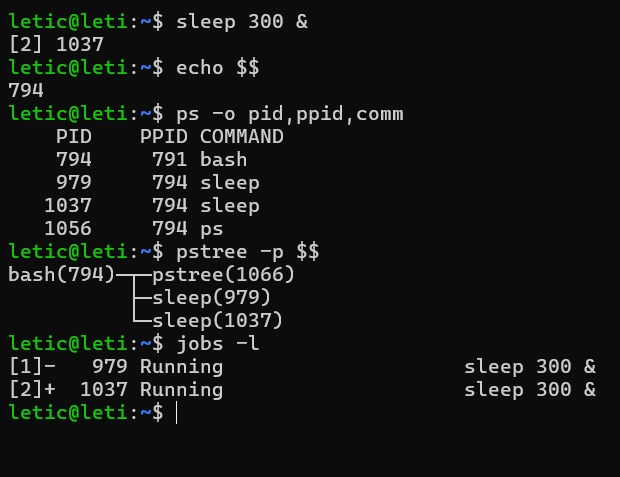 letic@leti:~$ sleep 300 &
[2] 1037
letic@leti:~$ echo $$
794
letic@leti:~$ ps -o pid,ppid,comm
    PID    PPID COMMAND
    794     791 bash
    979     794 sleep
   1037     794 sleep
   1056     794 ps
letic@leti:~$ pstree -p $$
bash(794)─┬─pstree(1066)
          ├─sleep(979)
          └─sleep(1037)
letic@leti:~$ jobs -l
[1]-   979 Running                    sleep 300 &
[2]+  1037 Running                    sleep 300 &
letic@leti:~$